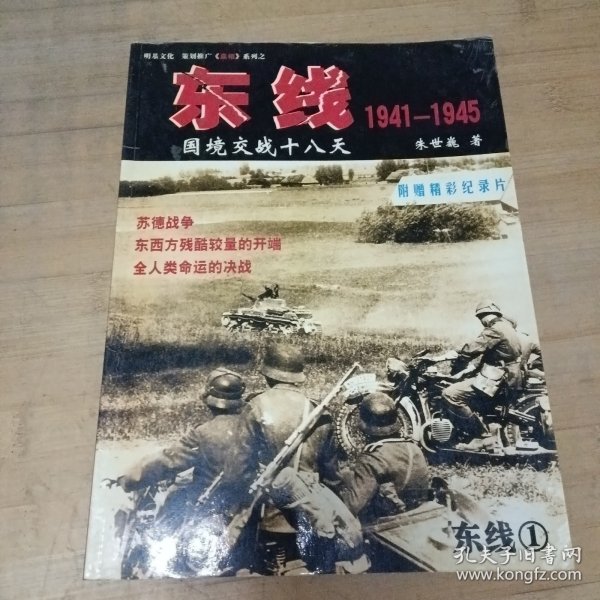 明基文化 策划推广《血棺》系列之
东线 1941—1945
国境交战十八天 朱世巍 著
附赠精彩纪录片
苏德战争
东西方残酷较量的开端
全人类命运的决战
东线①
孔夫子旧书网
www.kongfz.com